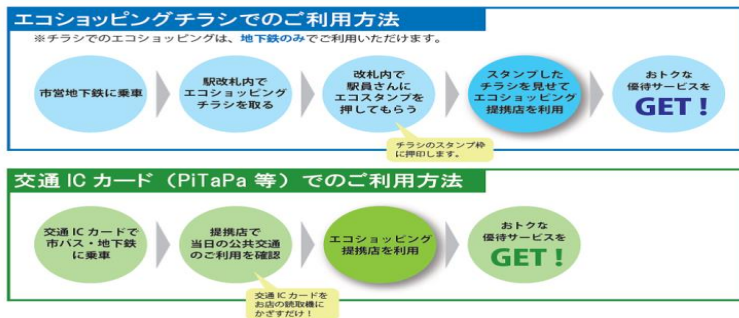 エコショッピングチラシでのご利用方法
※チラシでのエコショッピングは、地下鉄のみでご利用いただけます。
市営地下鉄に乗車
駅改札内で
エコショッピング
チラシを取る
改札内で
駅員さんに
エコスタンプを
押してもらう
チラシのスタンプ枠
に押印します。
スタンプした
チラシを見せて
エコショッピング
提携店を利用
おトクな
優待サービスを
GET!
交通 IC カード（PiTaPa 等）でのご利用方法
交通 IC カードで
市バス・地下鉄
に乗車
提携店で
当日の公共交通
のご利用を確認
交通 IC カードを
お店の読取機に
かざすだけ！
エコショッピング
提携店を利用
おトクな
優待サービスを
GET!